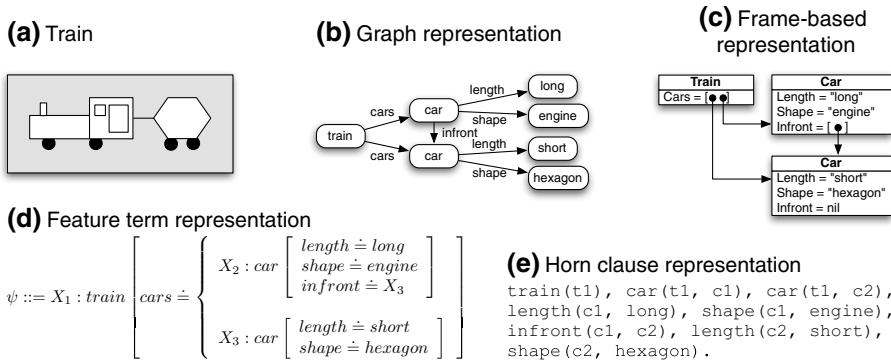 (a) Train
(b) Graph representation
train
cars
cars
car
infront
car
length
shape
length
shape
long
engine
short
hexagon
(c) Frame-based
representation
Train
Cars = [ ]
Car
Length = "long"
Shape = "engine"
Infront = [ ]
Car
Length = "short"
Shape = "hexagon"
Infront = nil
(d) Feature term representation
ψ ::= X₁ : train [ cars ≐ {
X₂ : car [ length ≐ long
shape ≐ engine
infront ≐ X₃ ]
X₃ : car [ length ≐ short
shape ≐ hexagon ] ]
(e) Horn clause representation
train(t1), car(t1, c1), car(t1, c2),
length(c1, long), shape(c1, engine),
infront(c1, c2), length(c2, short),
shape(c2, hexagon).